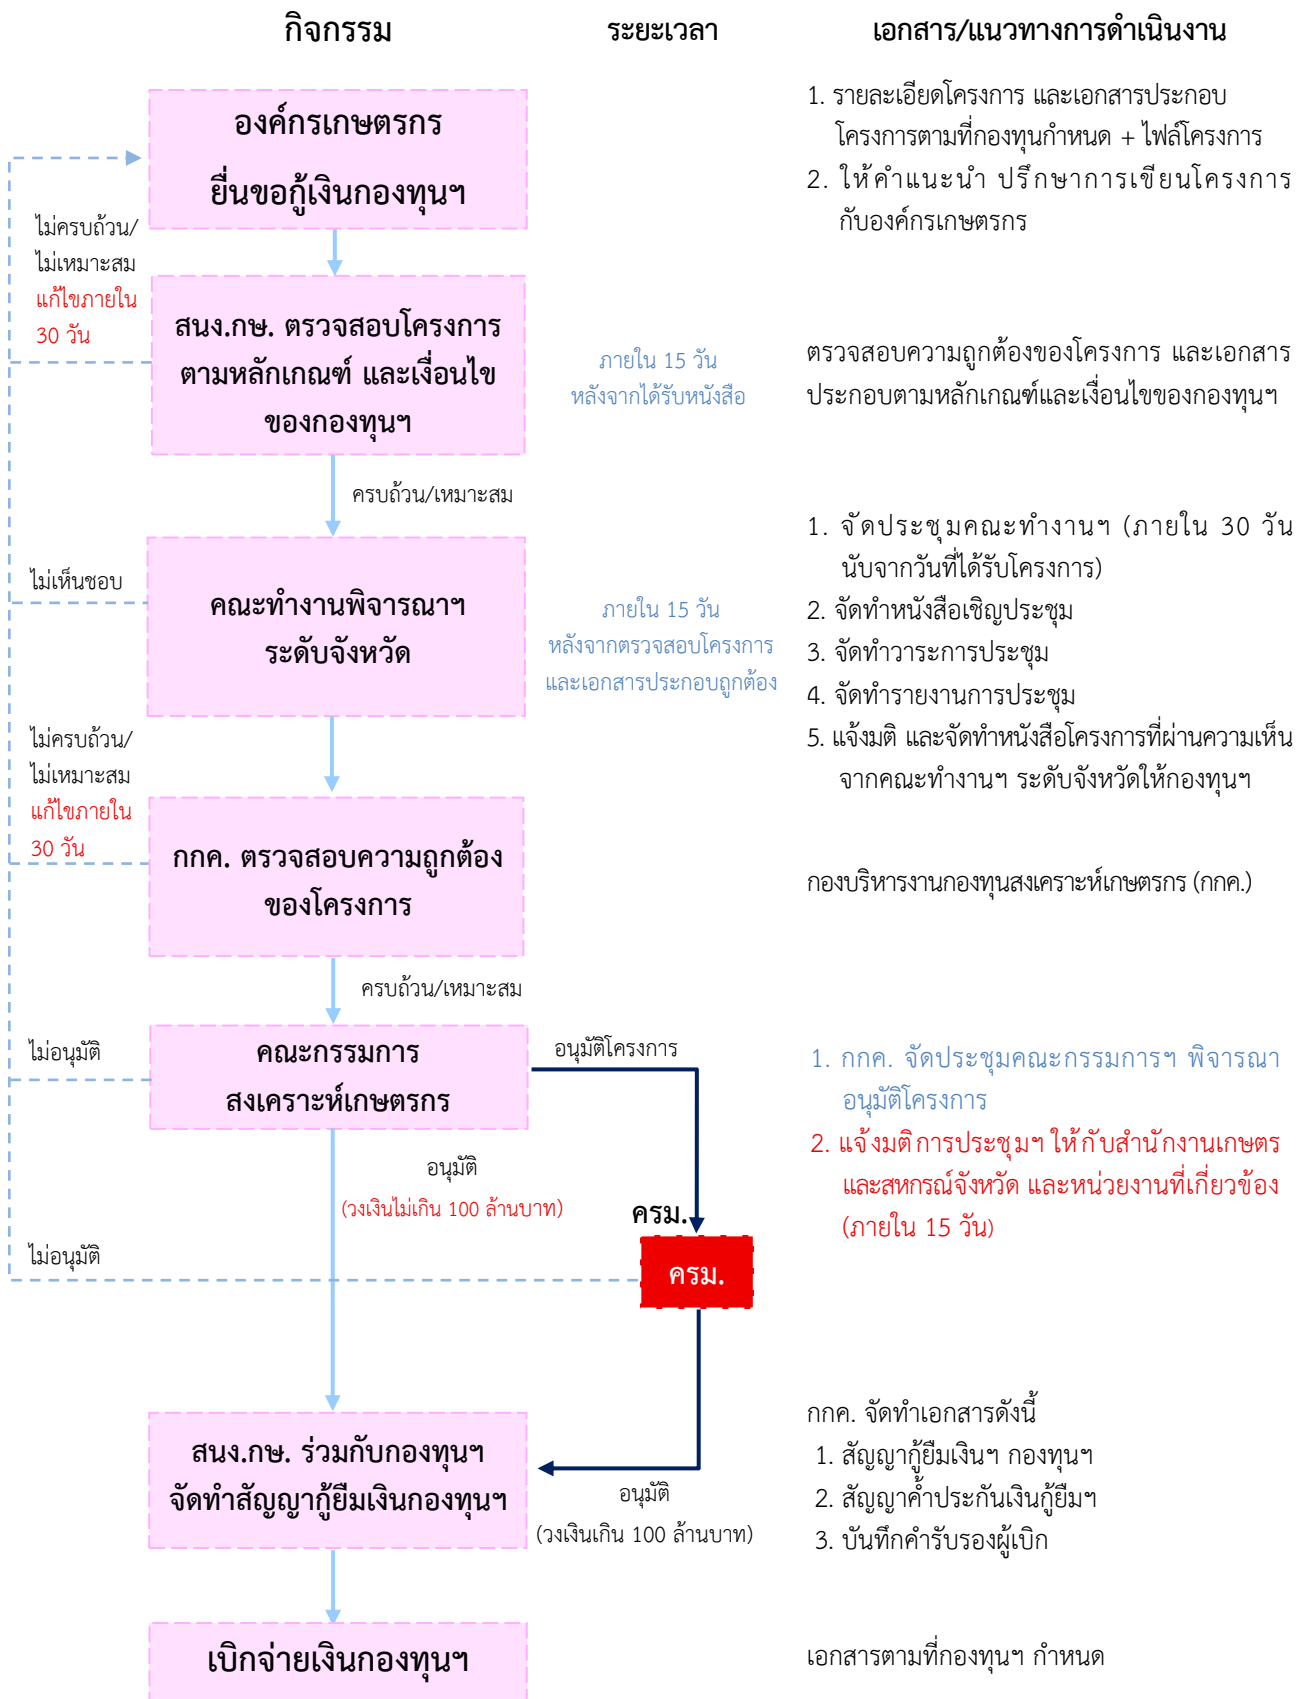 กิจกรรม
ระยะเวลา
เอกสาร/แนวทางการดำเนินงาน
องค์กรเกษตรกร
ยื่นขอกู้เงินกองทุนฯ
1. รายละเอียดโครงการ และเอกสารประกอบ
โครงการตามที่กองทุนกำหนด + ไฟล์โครงการ
2. ให้คำแนะนำ ปรึกษาการเขียนโครงการ
กับองค์กรเกษตรกร
ไม่ครบถ้วน/
ไม่เหมาะสม
แก้ไขภายใน
30 วัน
สนง.กษ. ตรวจสอบโครงการ
ตามหลักเกณฑ์ และเงื่อนไข
ของกองทุนฯ
ภายใน 15 วัน
หลังจากได้รับหนังสือ
ตรวจสอบความถูกต้องของโครงการ และเอกสาร
ประกอบตามหลักเกณฑ์และเงื่อนไขของกองทุนฯ
ครบถ้วน/เหมาะสม
ไม่เห็นชอบ
คณะทำงานพิจารณาฯ
ระดับจังหวัด
ภายใน 15 วัน
หลังจากตรวจสอบโครงการ
และเอกสารประกอบถูกต้อง
1. จัดประชุมคณะทำงานฯ (ภายใน 30 วัน
นับจากวันที่ได้รับโครงการ)
2. จัดทำหนังสือเชิญประชุม
3. จัดทำวาระการประชุม
4. จัดทำรายงานการประชุม
5. แจ้งมติ และจัดทำหนังสือโครงการที่ผ่านความเห็น
จากคณะทำงานฯ ระดับจังหวัดให้กองทุนฯ
ไม่ครบถ้วน/
ไม่เหมาะสม
แก้ไขภายใน
30 วัน
กกค. ตรวจสอบความถูกต้อง
ของโครงการ
กองบริหารงานกองทุนสงเคราะห์เกษตรกร (กกค.)
ครบถ้วน/เหมาะสม
ไม่อนุมัติ
คณะกรรมการ
สงเคราะห์เกษตรกร
อนุมัติโครงการ
1. กกค. จัดประชุมคณะกรรมการฯ พิจารณา
อนุมัติโครงการ
2. แจ้งมติการประชุมฯ ให้กับสำนักงานเกษตร
และสหกรณ์จังหวัด และหน่วยงานที่เกี่ยวข้อง
(ภายใน 15 วัน)
อนุมัติ
(วงเงินไม่เกิน 100 ล้านบาท)
ครม.
ครม.
ไม่อนุมัติ
สนง.กษ. ร่วมกับกองทุนฯ
จัดทำสัญญากู้ยืมเงินกองทุนฯ
อนุมัติ
(วงเงินเกิน 100 ล้านบาท)
กกค. จัดทำเอกสารดังนี้
1. สัญญากู้ยืมเงินฯ กองทุนฯ
2. สัญญาค้ำประกันเงินกู้ยืมฯ
3. บันทึกคำรับรองผู้เบิก
เบิกจ่ายเงินกองทุนฯ
เอกสารตามที่กองทุนฯ กำหนด